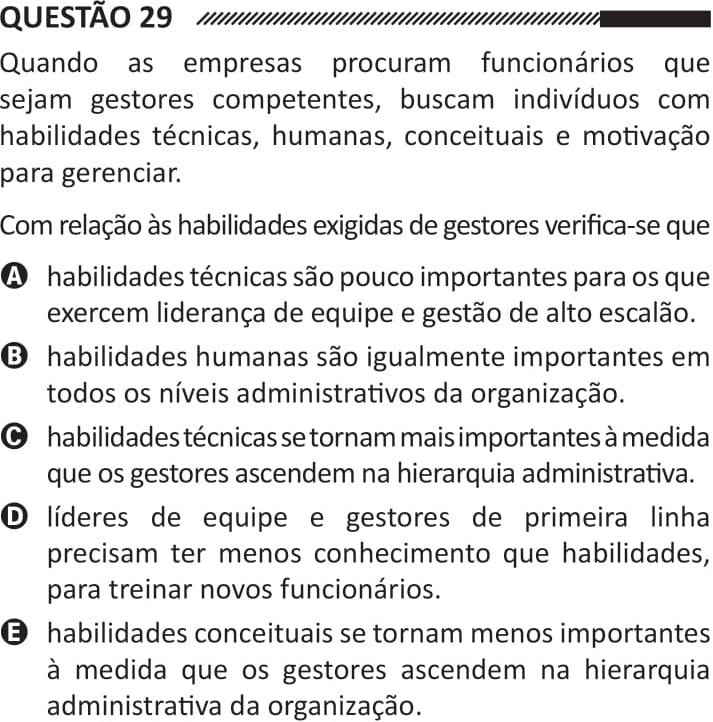 QUESTÃO 29
Quando as empresas procuram funcionários que
sejam gestores competentes, buscam indivíduos com
habilidades técnicas, humanas, conceituais e motivação
para gerenciar.
Com relação às habilidades exigidas de gestores verifica-se que
A habilidades técnicas são pouco importantes para os que
exercem liderança de equipe e gestão de alto escalão.
B habilidades humanas são igualmente importantes em
todos os níveis administrativos da organização.
C habilidades técnicas se tornam mais importantes à medida
que os gestores ascendem na hierarquia administrativa.
D líderes de equipe e gestores de primeira linha
precisam ter menos conhecimento que habilidades,
para treinar novos funcionários.
E habilidades conceituais se tornam menos importantes
à medida que os gestores ascendem na hierarquia
administrativa da organização.